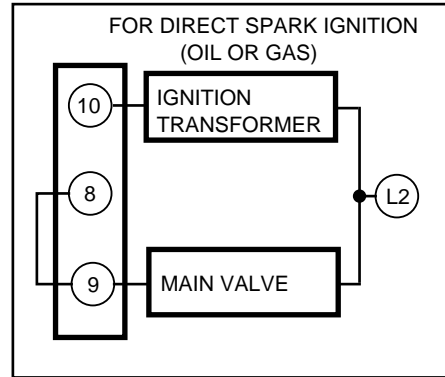 FOR DIRECT SPARK IGNITION
(OIL OR GAS)
10
IGNITION
TRANSFORMER
8
L2
9
MAIN VALVE